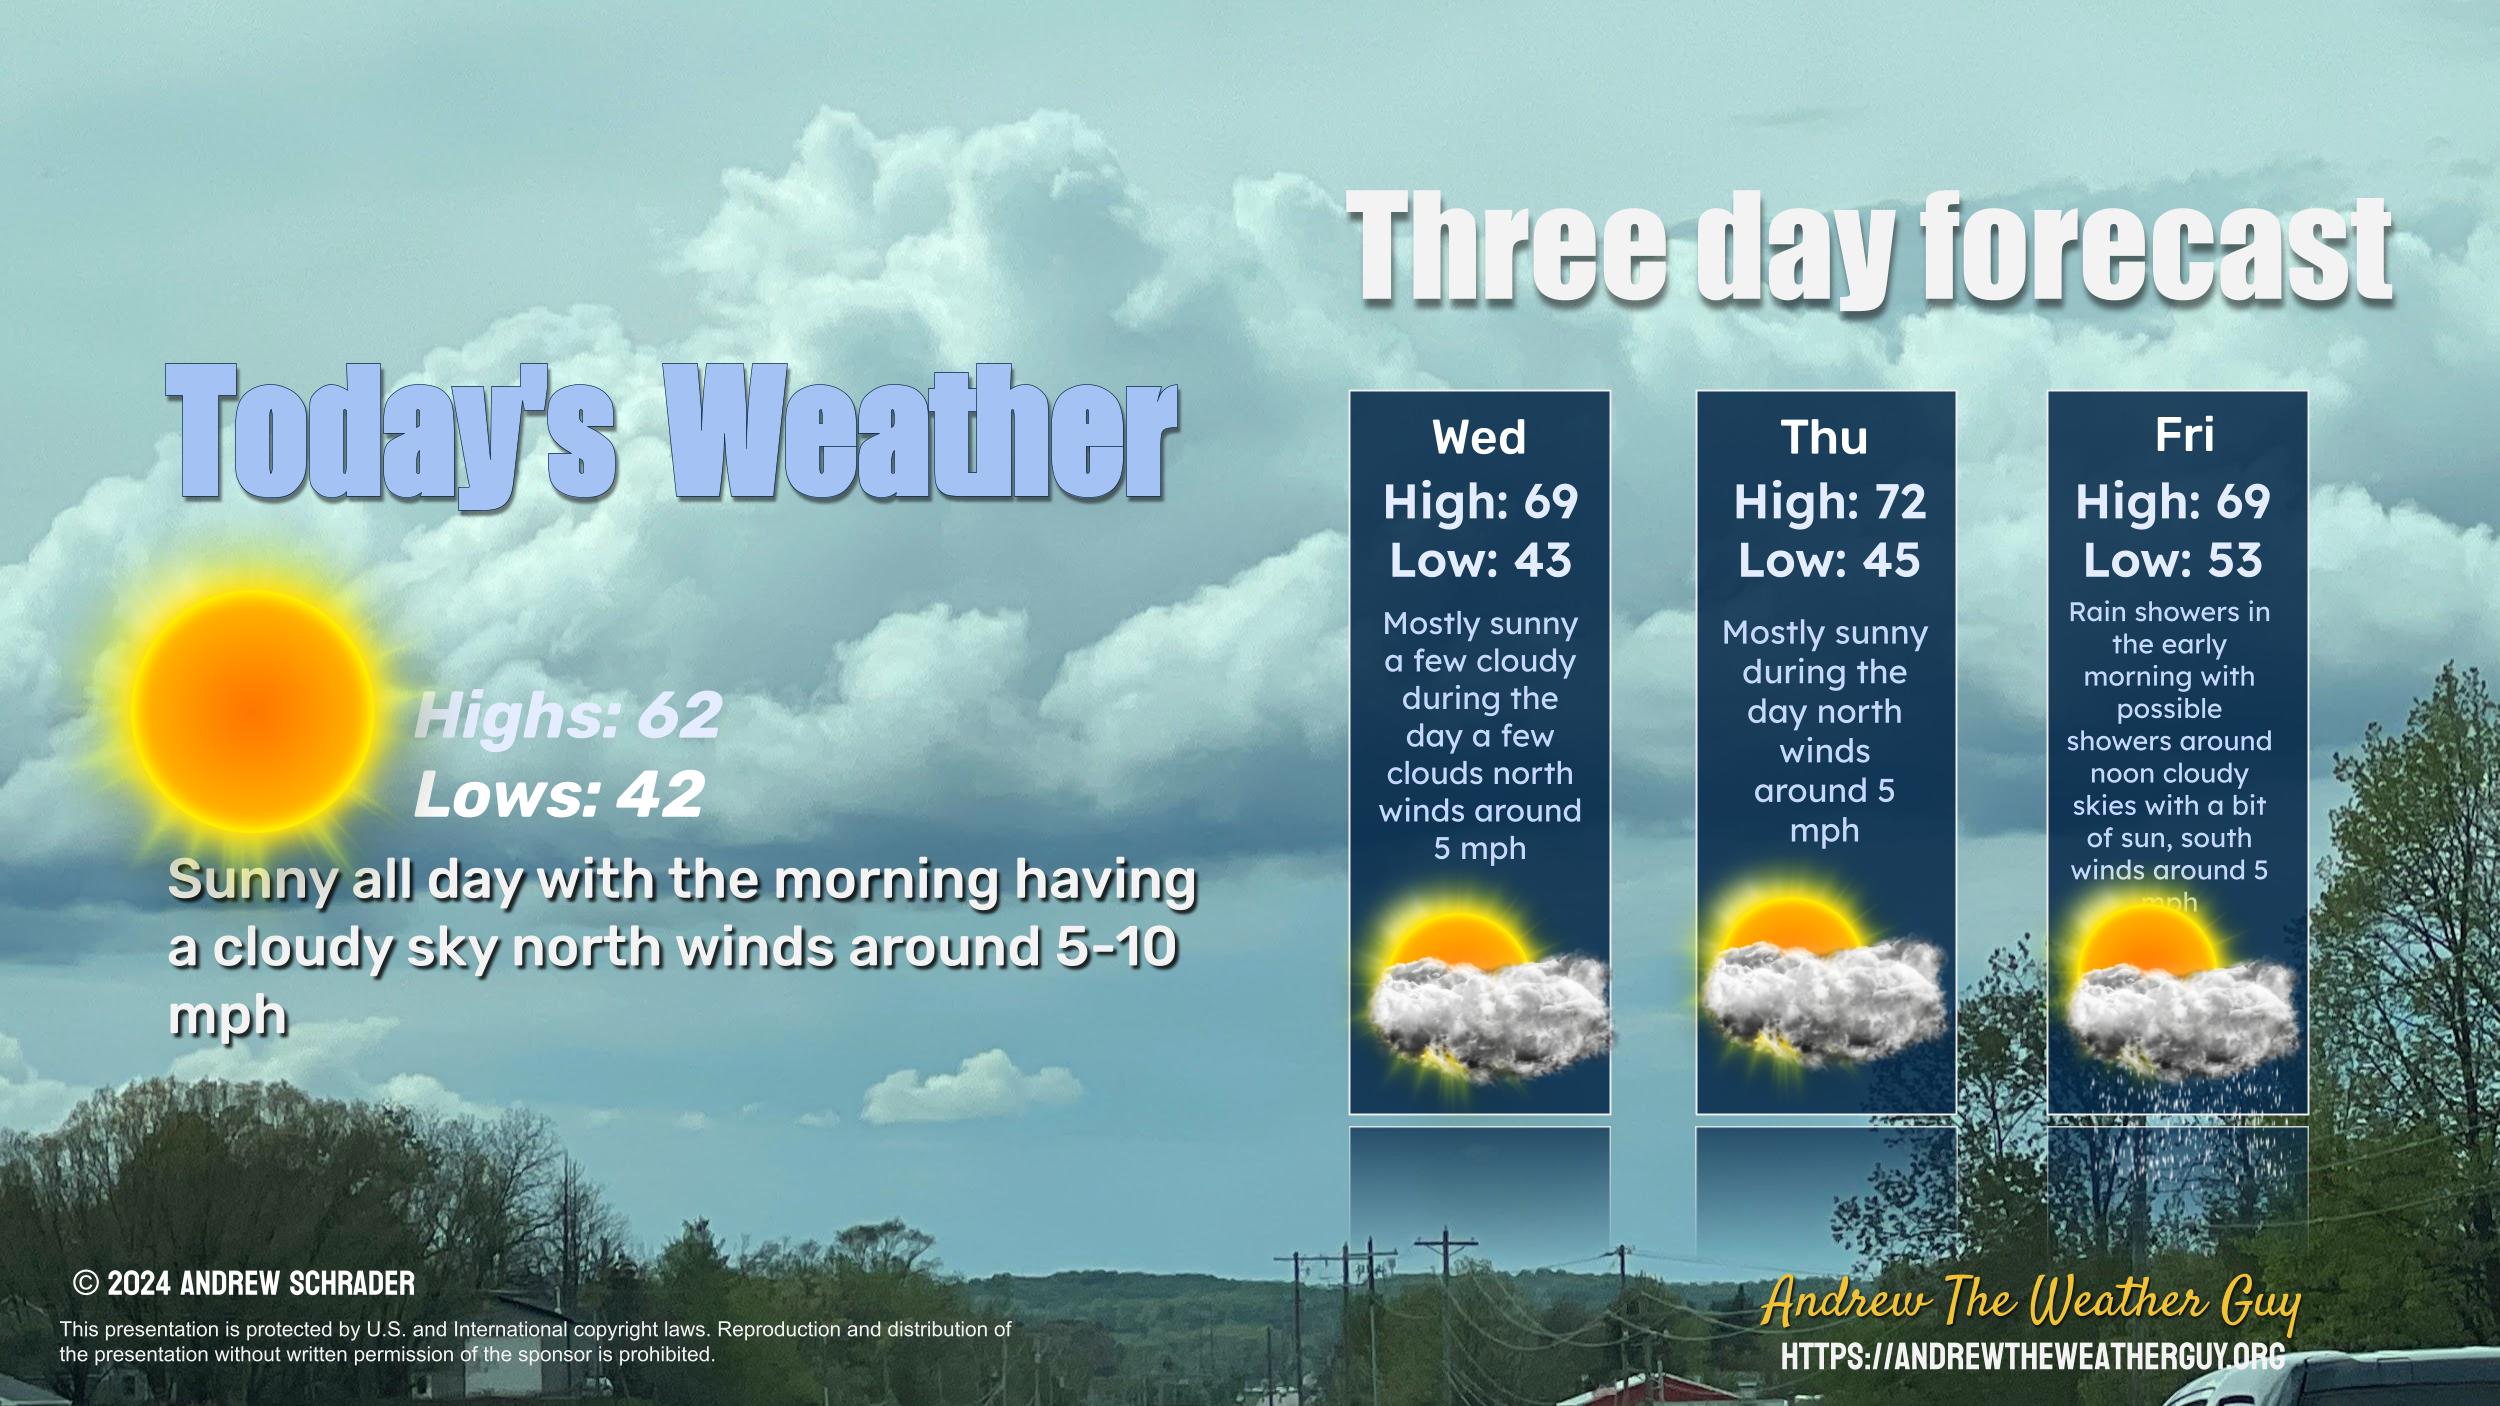 Today's Weather
Highs: 62
Lows: 42
Sunny all day with the morning having
a cloudy sky north winds around 5-10
mph
Three day forecast
Wed
High: 69
Low: 43
Mostly sunny
a few cloudy
during the
day a few
clouds north
winds around
5 mph
Thu
High: 72
Low: 45
Mostly sunny
during the
day north
winds
around 5
mph
Fri
High: 69
Low: 53
Rain showers in
the early
morning with
possible
showers around
noon cloudy
skies with a bit
of sun, south
winds around 5
mph
© 2024 ANDREW SCHRADER
This presentation is protected by U.S. and International copyright laws. Reproduction and distribution of
the presentation without written permission of the sponsor is prohibited.
Andrew The Weather Guy
HTTPS://ANDREWTHEWEATHERGUY.ORG